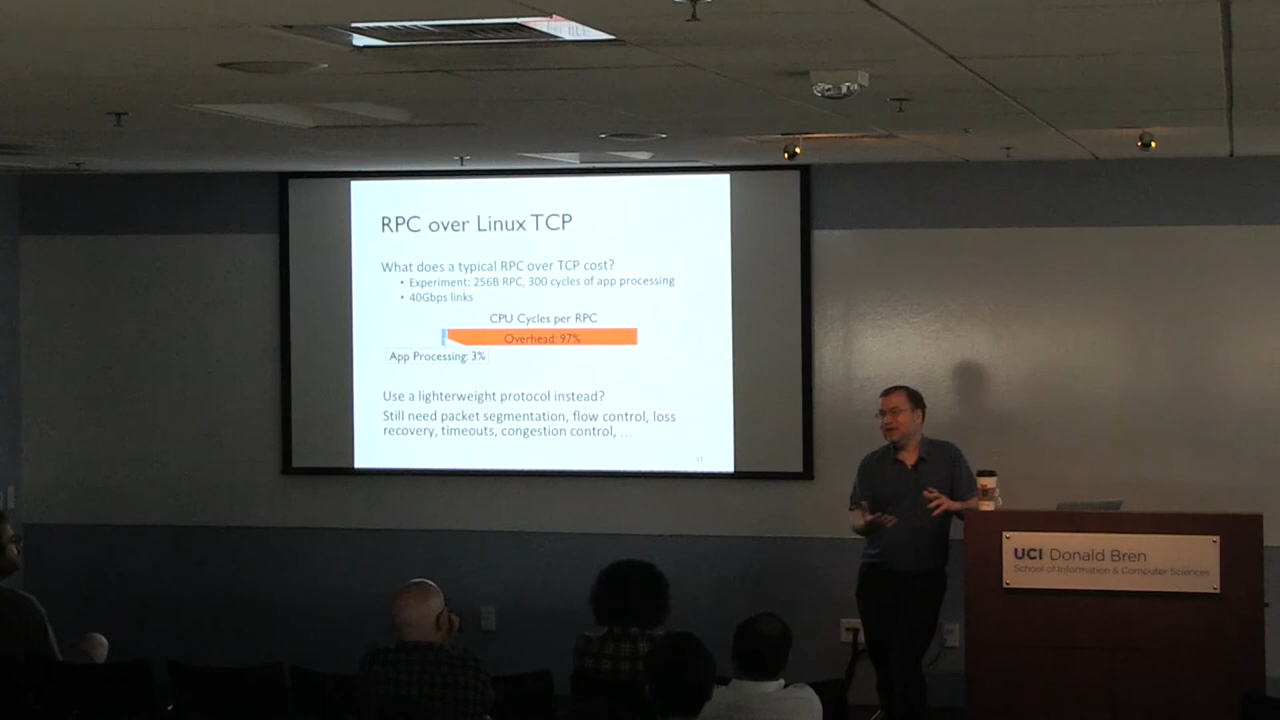 RPC over Linux TCP
What does a typical RPC over TCP cost?
• Experiment: 256B RPC, 300 cycles of app processing
• 40Gbps links
CPU Cycles per RPC
Overhead: 97%
App Processing: 3%
Use a lighterweight protocol instead?
Still need packet segmentation, flow control, loss
recovery, timeouts, congestion control, …
UCI Donald Bren
School of Information & Computer Sciences